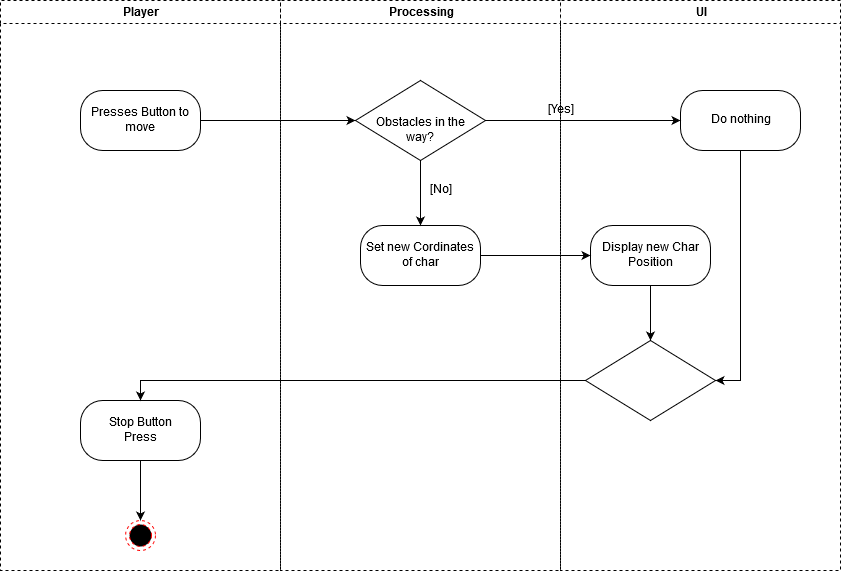 Player
Processing
UI
Presses Button to
move
Obstacles in the
way?
[Yes]
Do nothing
[No]
Set new Cordinates
of char
Display new Char
Position
Stop Button
Press